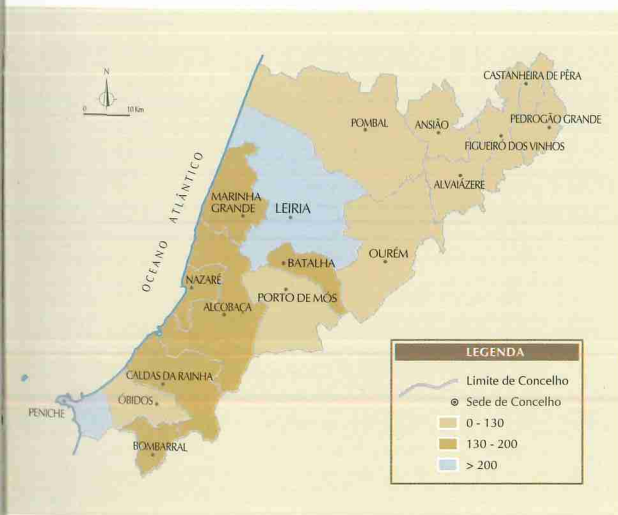 N
0 10 Km
OCEANO ATLÂNTICO
CASTANHEIRA DE PÊRA
POMBAL
ANSIÃO
PEDROGÃO GRANDE
FIGUEIRÓ DOS VINHOS
ALVAIÁZERE
MARINHA
GRANDE
LEIRIA
OURÉM
BATALHA
NAZARÉ
PORTO DE MÓS
ALCOBAÇA
CALDAS DA RAINHA
ÓBIDOS
PENICHE
BOMBARRAL
LEGENDA
Limite de Concelho
Sede de Concelho
0 - 130
130 - 200
> 200